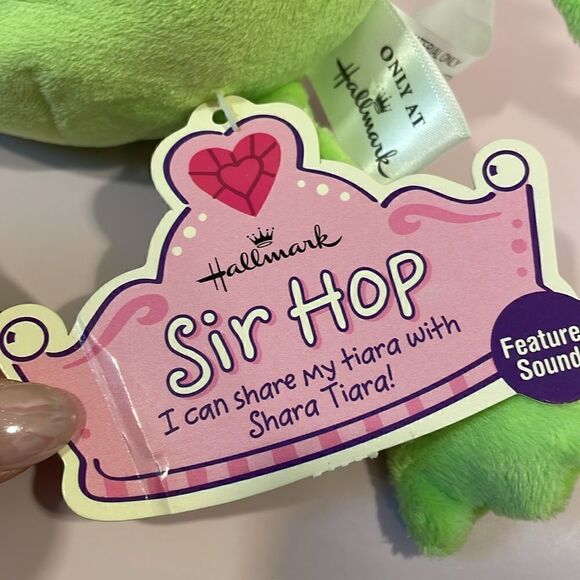 ONLY AT
Hallmark
Hallmark
Sir Hop
I can share my tiara with
Shara Tiara!
Feature
Sound